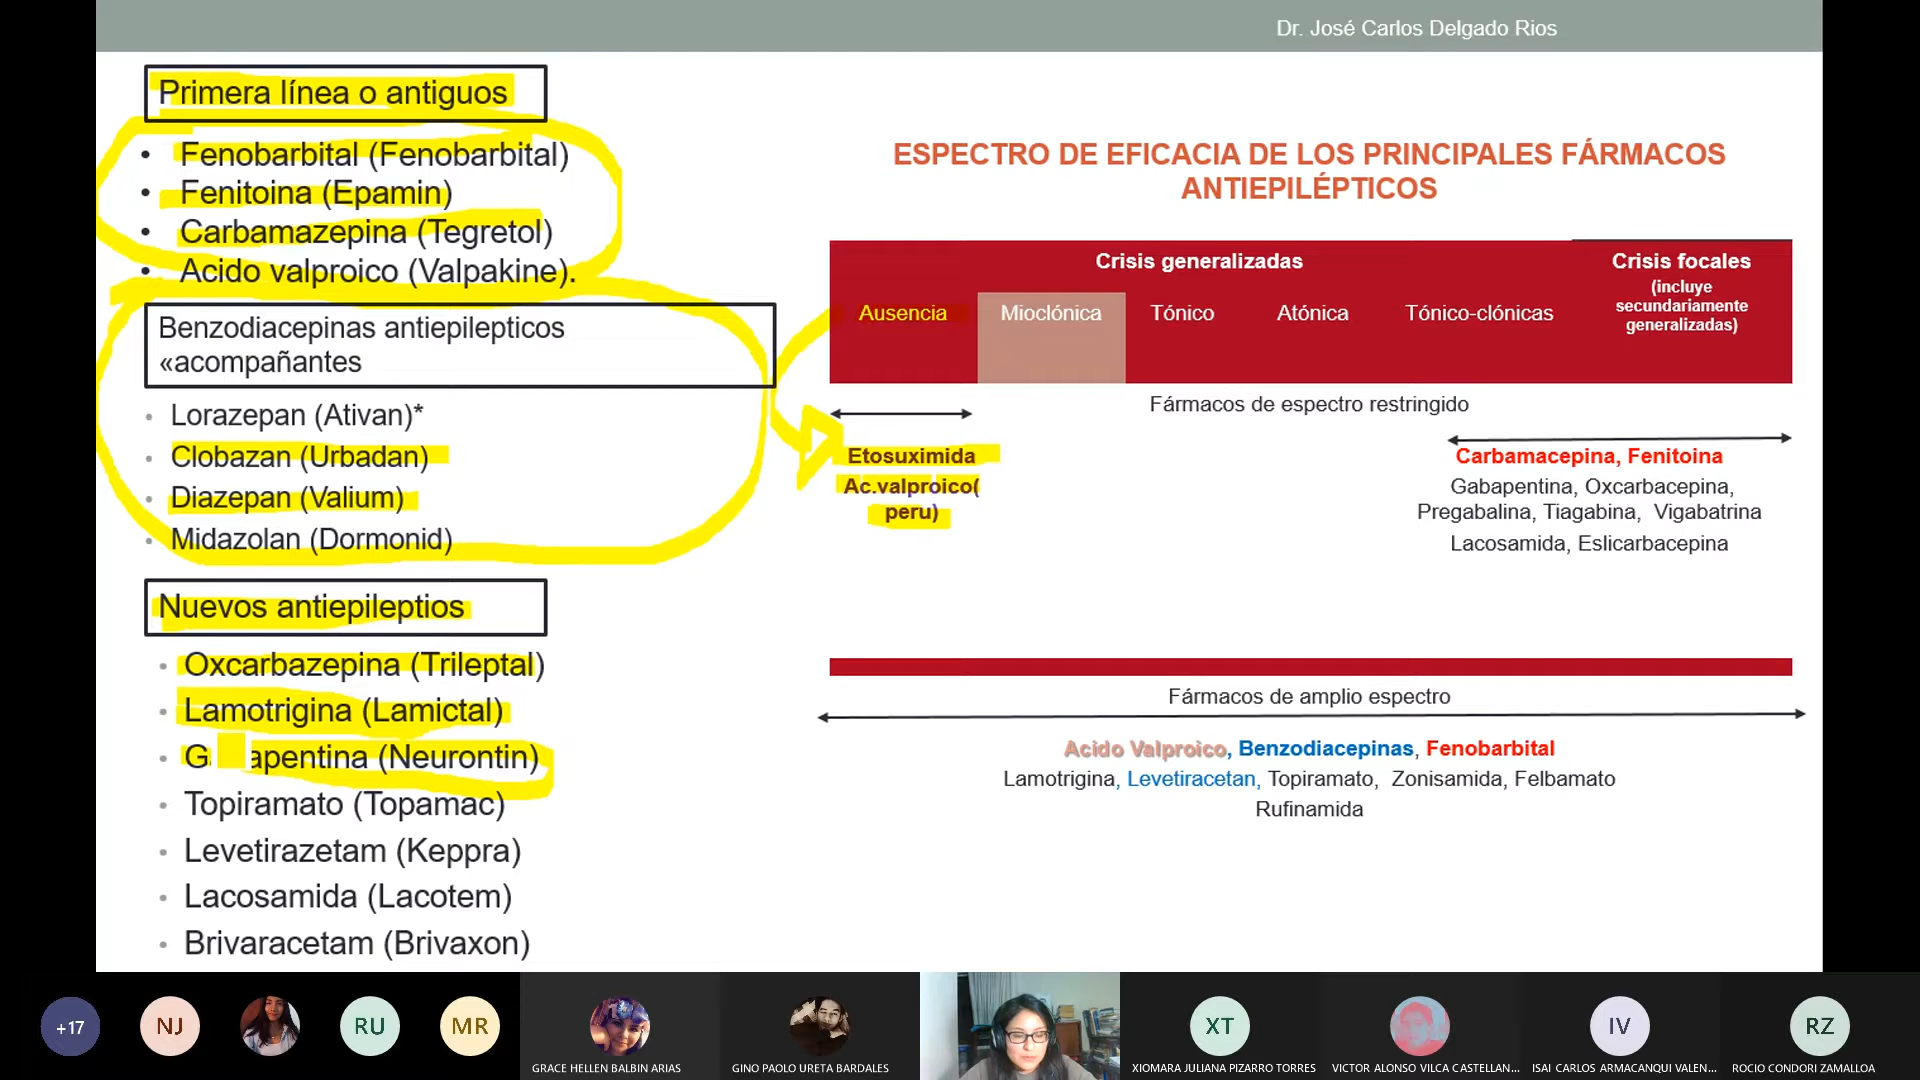 Dr. José Carlos Delgado Rios
Primera línea o antiguos
• Fenobarbital (Fenobarbital)
• Fenitoina (Epamin)
• Carbamazepina (Tegretol)
• Acido valproico (Valpakine).
Benzodiacepinas antiepilepticos
«acompañantes
• Lorazepan (Ativan)*
• Clobazan (Urbadan)
• Diazepan (Valium)
• Midazolan (Dormonid)
Nuevos antiepileptios
• Oxcarbazepina (Trileptal)
• Lamotrigina (Lamictal)
• G apentina (Neurontin)
• Topiramato (Topamac)
• Levetirazetam (Keppra)
• Lacosamida (Lacotem)
• Brivaracetam (Brivaxon)
ESPECTRO DE EFICACIA DE LOS PRINCIPALES FÁRMACOS
ANTIEPILÉPTICOS
Crisis generalizadas
Ausencia Mioclónica Tónico Atónica Tónico-clónicas
Crisis focales
(incluye
secundariamente
generalizadas)
Fármacos de espectro restringido
Etosuximida
Ac.valproico(
peru)
Carbamacepina, Fenitoina
Gabapentina, Oxcarbacepina,
Pregabalina, Tiagabina, Vigabatrina
Lacosamida, Eslicarbacepina
Fármacos de amplio espectro
Acido Valproico, Benzodiacepinas, Fenobarbital
Lamotrigina, Levetiracetan, Topiramato, Zonisamida, Felbamato
Rufinamida
+17
NJ
RU
MR
GRACE HELLEN BALBIN ARIAS
GINO PAOLO URETA BARDALES
XT
XIOMARA JULIANA PIZARRO TORRES
VICTOR ALONSO VILCA CASTELLAN...
IV
ISAI CARLOS ARMACANQUI VALEN...
RZ
ROCIO CONDORI ZAMALLOA